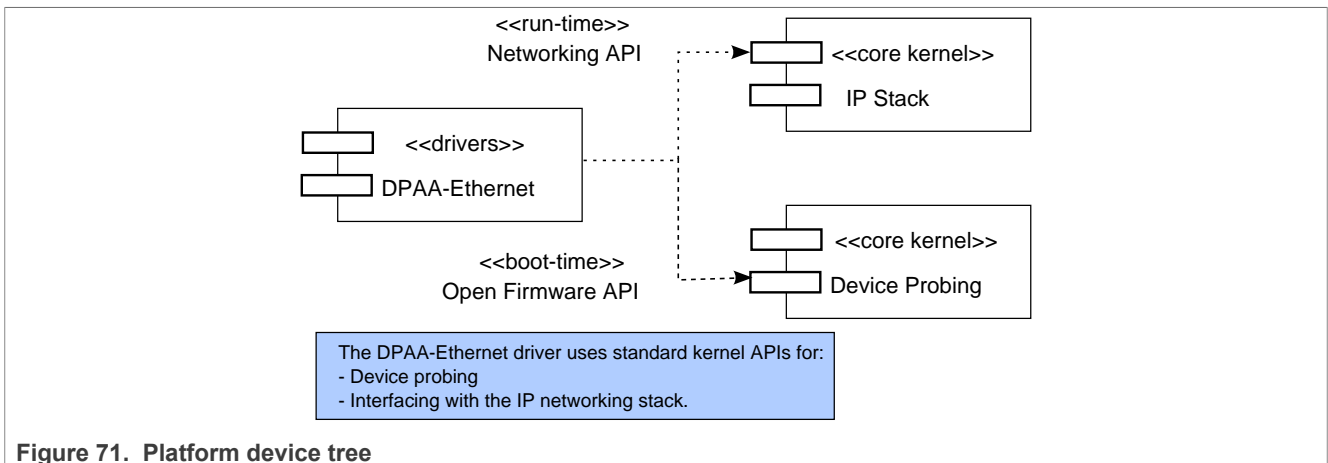 <<run-time>>
Networking API
<<core kernel>>
IP Stack
<<drivers>>
DPAA-Ethernet
<<boot-time>>
Open Firmware API
<<core kernel>>
Device Probing
The DPAA-Ethernet driver uses standard kernel APIs for:
- Device probing
- Interfacing with the IP networking stack.
Figure 71. Platform device tree